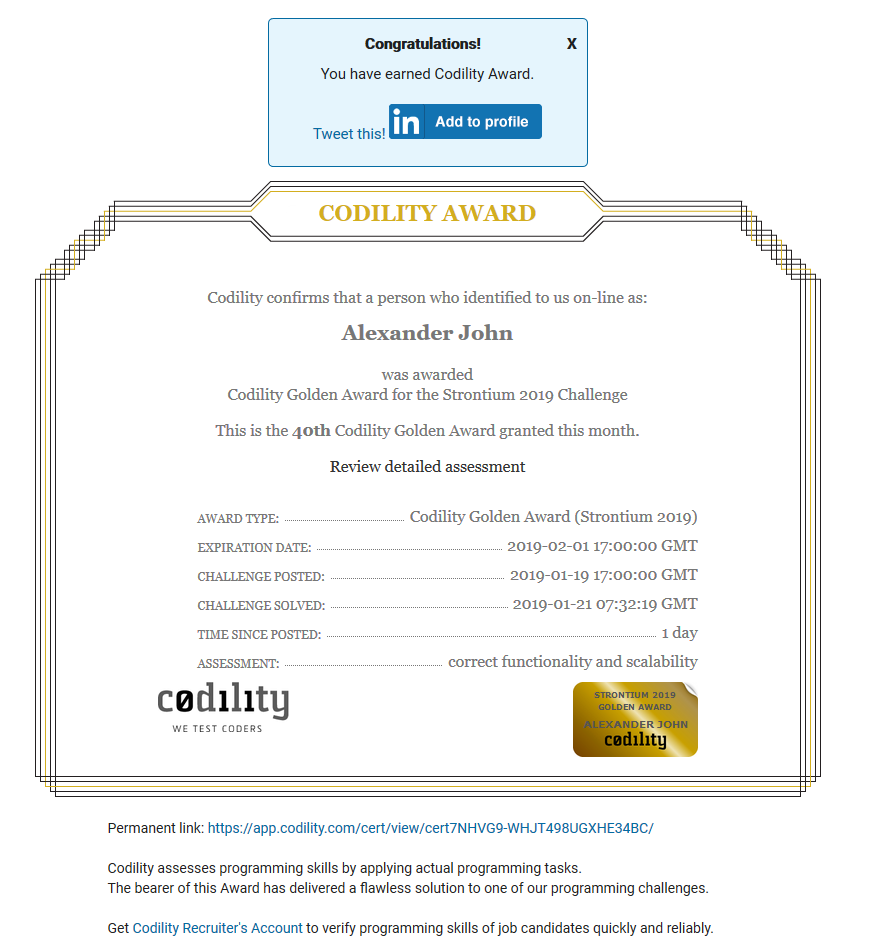 Congratulations!
X
You have earned Codility Award.
Tweet this! in Add to profile
CODILITY AWARD
Codility confirms that a person who identified to us on-line as:
Alexander John
was awarded
Codility Golden Award for the Strontium 2019 Challenge
This is the 40th Codility Golden Award granted this month.
Review detailed assessment
AWARD TYPE: Codility Golden Award (Strontium 2019)
EXPIRATION DATE: 2019-02-01 17:00:00 GMT
CHALLENGE POSTED: 2019-01-19 17:00:00 GMT
CHALLENGE SOLVED: 2019-01-21 07:32:19 GMT
TIME SINCE POSTED: 1 day
ASSESSMENT: correct functionality and scalability
codility
WE TEST CODERS
STRONTIUM 2019
GOLDEN AWARD
ALEXANDER JOHN
codility
Permanent link: https://app.codility.com/cert/view/cert7NHVG9-WHJT498UGXHE34BC/
Codility assesses programming skills by applying actual programming tasks.
The bearer of this Award has delivered a flawless solution to one of our programming challenges.
Get Codility Recruiter's Account to verify programming skills of job candidates quickly and reliably.